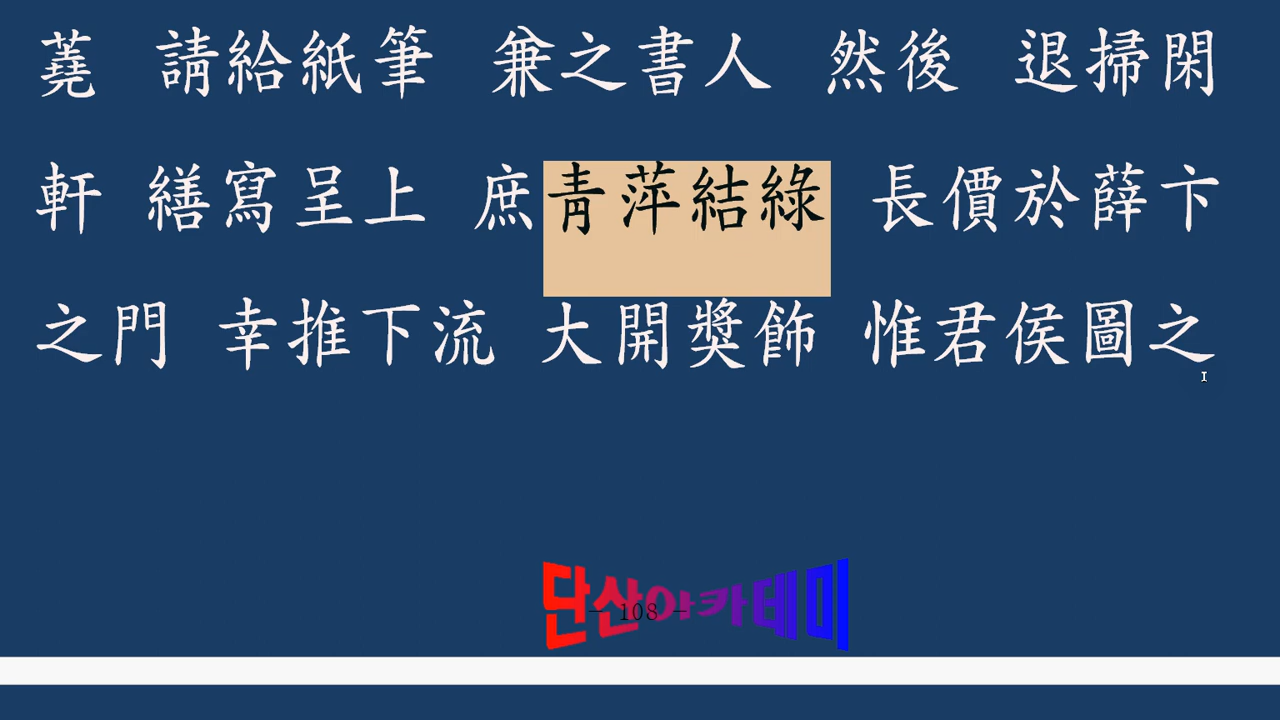 蕘 請給紙筆 兼之書人 然後 退掃閑
軒 繕寫呈上 庶青萍結綠 長價於薛卞
之門 幸推下流 大開獎飾 惟君侯圖之
단산아카데미
- 108 -